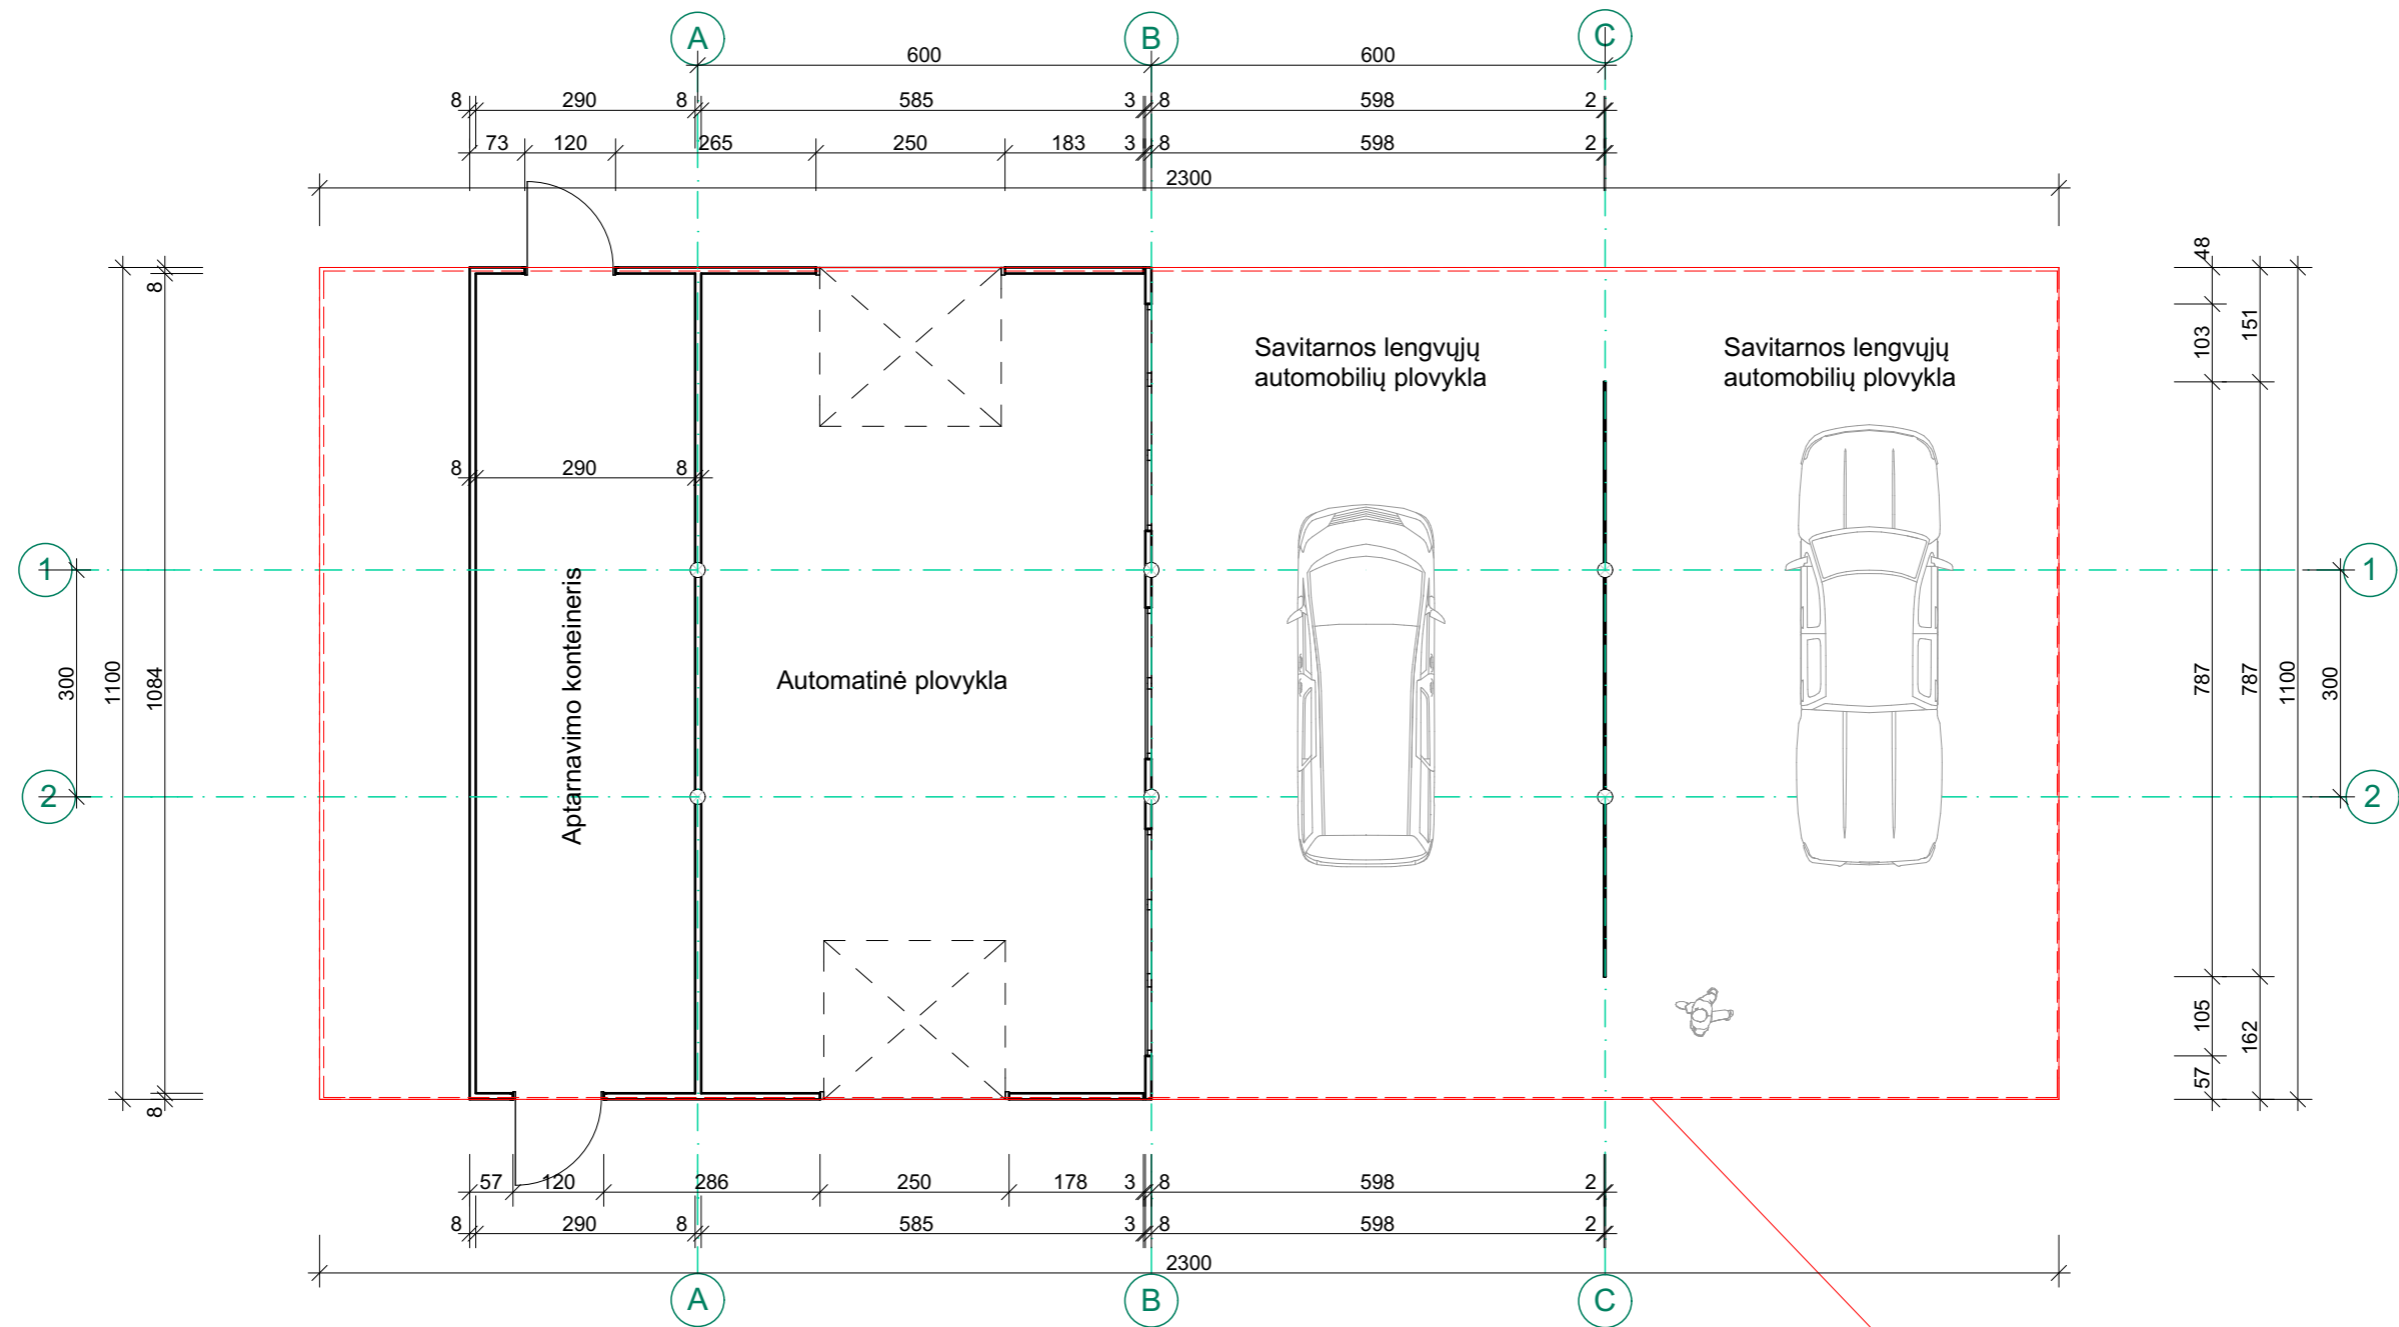 A B C
600 600
8 290 8 585 3 8 598 2
73 120 265 250 183 3 8 598 2
2300
8
48
151
103
Savitarnos lengvųjų
automobilių plovykla
Savitarnos lengvųjų
automobilių plovykla
8 290 8
1
1
Aptarnavimo konteineris
Automatinė plovykla
300
1100
1084
787
787
1100
300
2
2
105
162
57
8
57 120 286 250 178 3 8 598 2
8 290 8 585 3 8 598 2
2300
A B C